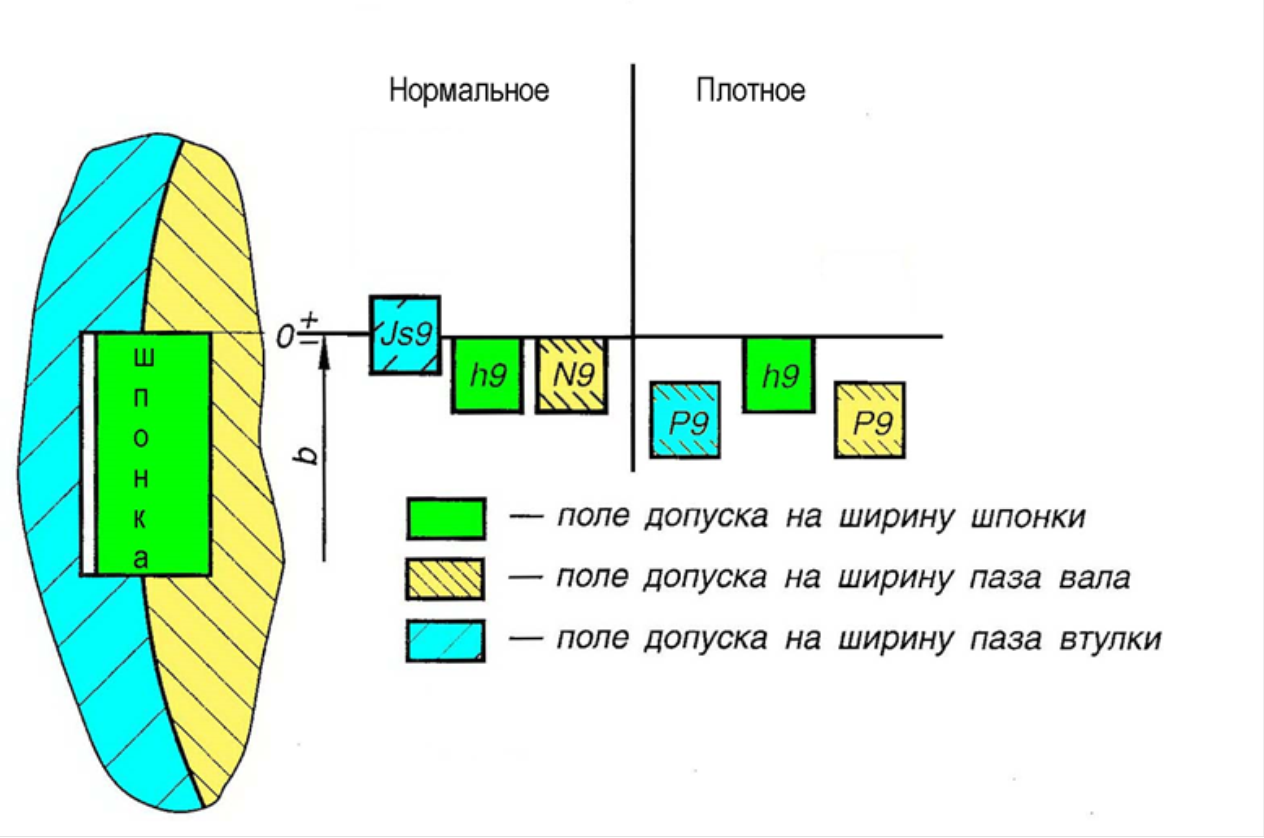 Нормальное
Плотное
0
+
–
Js9
h9
N9
P9
h9
P9
шпонка
b
— поле допуска на ширину шпонки
— поле допуска на ширину паза вала
— поле допуска на ширину паза втулки